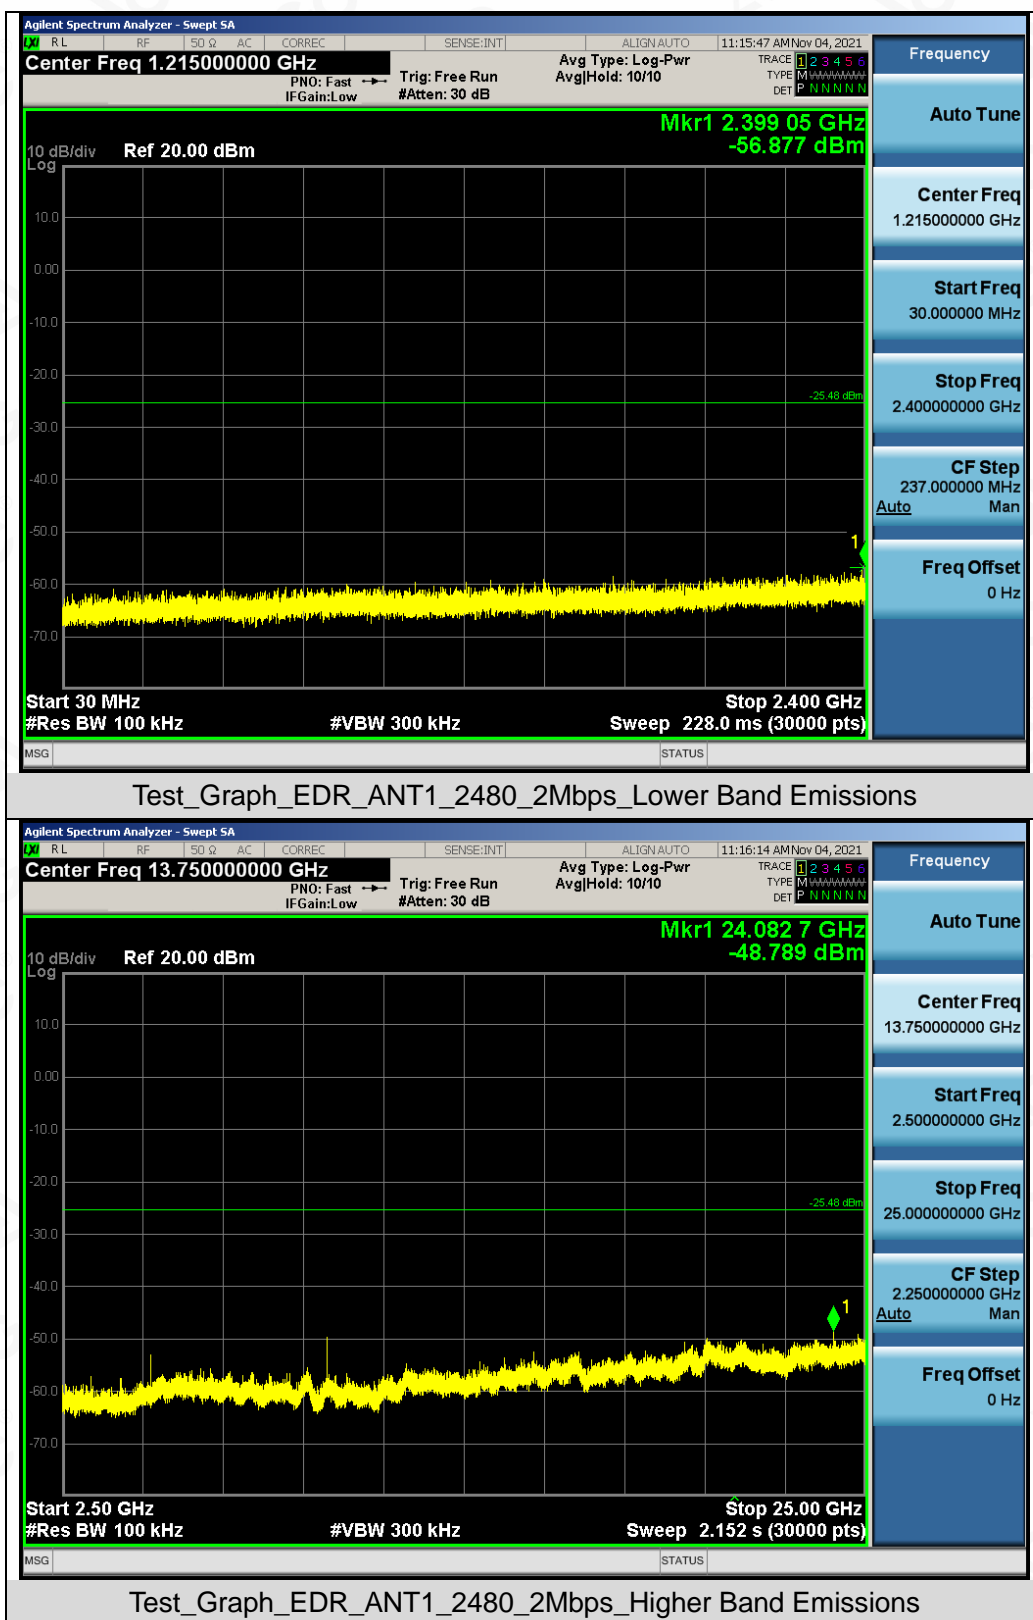 Agilent Spectrum Analyzer - Swept SA
LXI RL RF 50 Ω AC CORREC SENSE:INT ALIGN AUTO 11:15:47 AM Nov 04, 2021
Center Freq 1.215000000 GHz
PNO: Fast
IFGain:Low
Trig: Free Run
#Atten: 30 dB
Avg Type: Log-Pwr
Avg|Hold: 10/10
TRACE 1 2 3 4 5 6
TYPE M
DET P N N N N N
Mkr1 2.399 05 GHz
-56.877 dBm
10 dB/div Ref 20.00 dBm
Log
10.0
0.00
-10.0
-20.0
-25.48 dBm
-30.0
-40.0
-50.0
1
-60.0
-70.0
Start 30 MHz Stop 2.400 GHz
#Res BW 100 kHz #VBW 300 kHz Sweep 228.0 ms (30000 pts)
MSG STATUS
Frequency
Auto Tune
Center Freq
1.215000000 GHz
Start Freq
30.000000 MHz
Stop Freq
2.400000000 GHz
CF Step
237.000000 MHz
Auto Man
Freq Offset
0 Hz
Test_Graph_EDR_ANT1_2480_2Mbps_Lower Band Emissions
Agilent Spectrum Analyzer - Swept SA
LXI RL RF 50 Ω AC CORREC SENSE:INT ALIGN AUTO 11:16:14 AM Nov 04, 2021
Center Freq 13.750000000 GHz
PNO: Fast
IFGain:Low
Trig: Free Run
#Atten: 30 dB
Avg Type: Log-Pwr
Avg|Hold: 10/10
TRACE 1 2 3 4 5 6
TYPE M
DET P N N N N N
Mkr1 24.082 7 GHz
-48.789 dBm
10 dB/div Ref 20.00 dBm
Log
10.0
0.00
-10.0
-20.0
-25.48 dBm
-30.0
-40.0
1
-50.0
-60.0
-70.0
Start 2.50 GHz Stop 25.00 GHz
#Res BW 100 kHz #VBW 300 kHz Sweep 2.152 s (30000 pts)
MSG STATUS
Frequency
Auto Tune
Center Freq
13.750000000 GHz
Start Freq
2.500000000 GHz
Stop Freq
25.000000000 GHz
CF Step
2.250000000 GHz
Auto Man
Freq Offset
0 Hz
Test_Graph_EDR_ANT1_2480_2Mbps_Higher Band Emissions